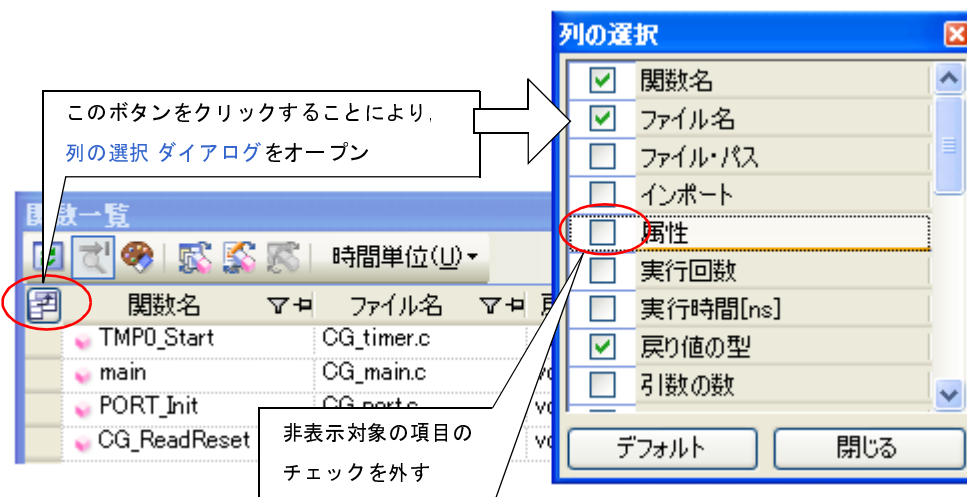 列の選択
関数名
ファイル名
ファイル・パス
インポート
属性
実行回数
実行時間[ns]
戻り値の型
引数の数
デフォルト
閉じる
このボタンをクリックすることにより,
列の選択 ダイアログをオープン
関数一覧
時間単位(U)
関数名
ファイル名
TMP0_Start
CG_timer.c
main
CG_main.c
PORT_Init
CG_port.c
CG_ReadReset
非表示対象の項目の
チェックを外す